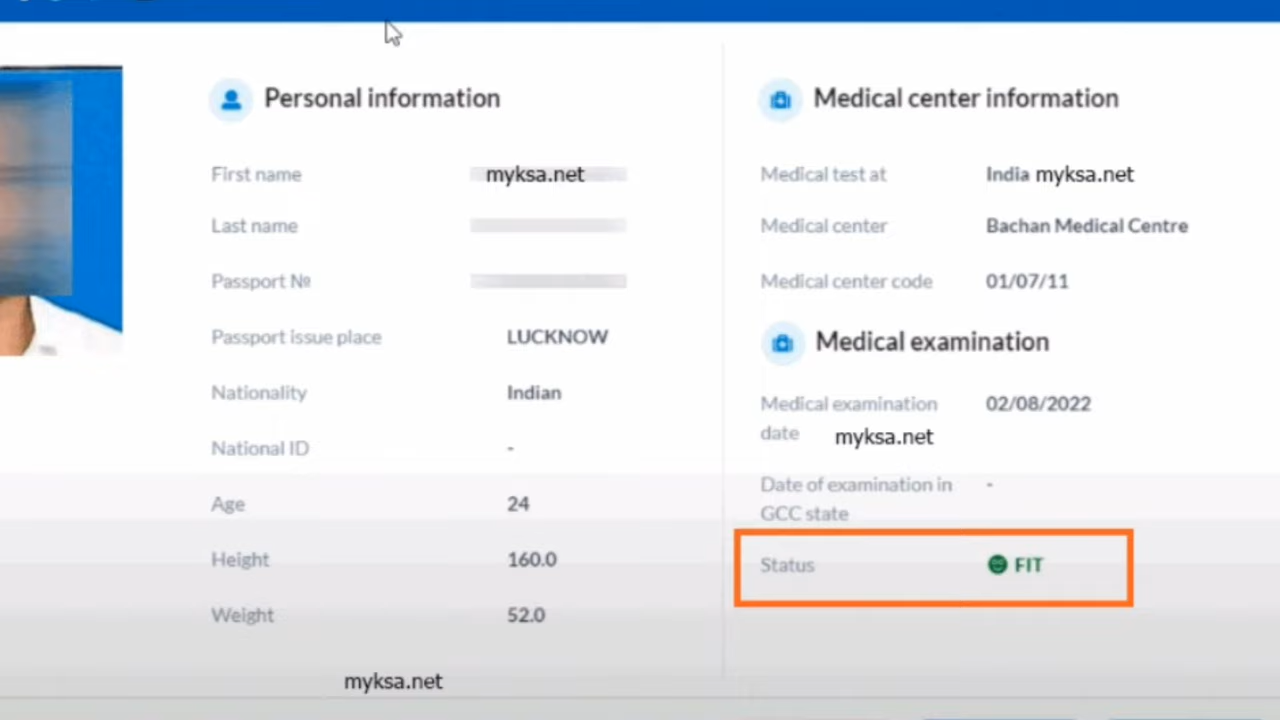 Personal information
First name myksa.net
Last name
Passport №
Passport issue place LUCKNOW
Nationality Indian
National ID -
Age 24
Height 160.0
Weight 52.0
myksa.net
Medical center information
Medical test at India myksa.net
Medical center Bachan Medical Centre
Medical center code 01/07/11
Medical examination
Medical examination 02/08/2022
date myksa.net
Date of examination in -
GCC state
Status FIT